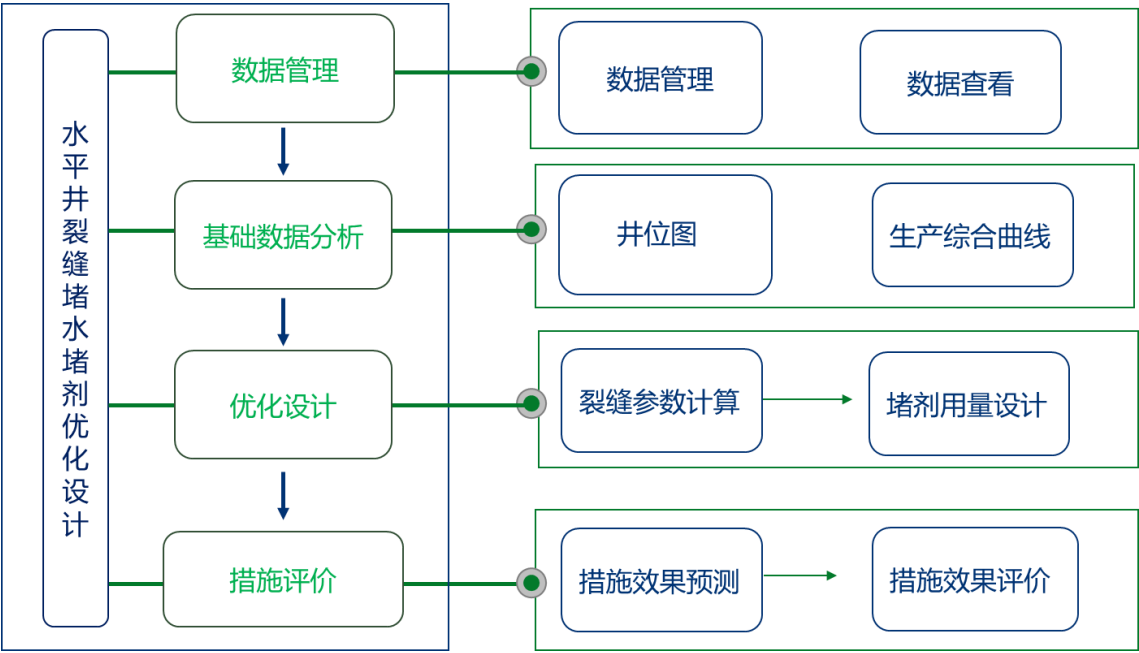 水平井裂缝堵水堵剂优化设计
数据管理
数据管理
数据查看
基础数据分析
井位图
生产综合曲线
优化设计
裂缝参数计算
堵剂用量设计
措施评价
措施效果预测
措施效果评价